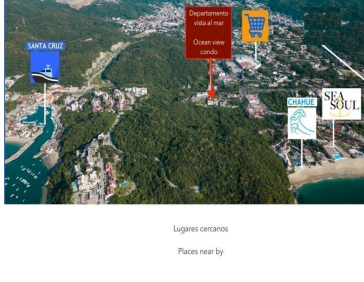 Departamento
vista al mar
Ocean view
condo
SANTA CRUZ
CHAHUE
SEA
SOUL
Lugares cercanos
Places near by